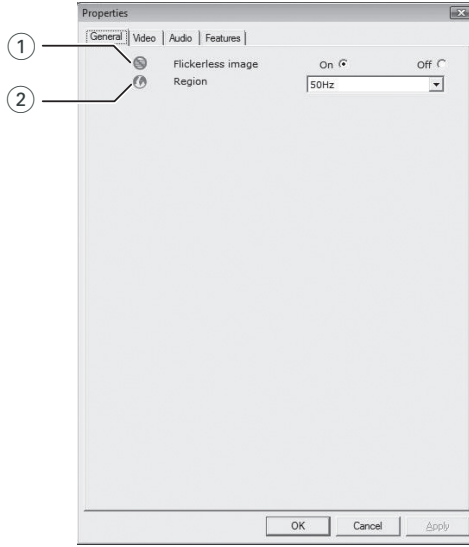 Properties
General Video Audio Features
1 Flickerless image On Off
2 Region 50Hz
OK Cancel Apply